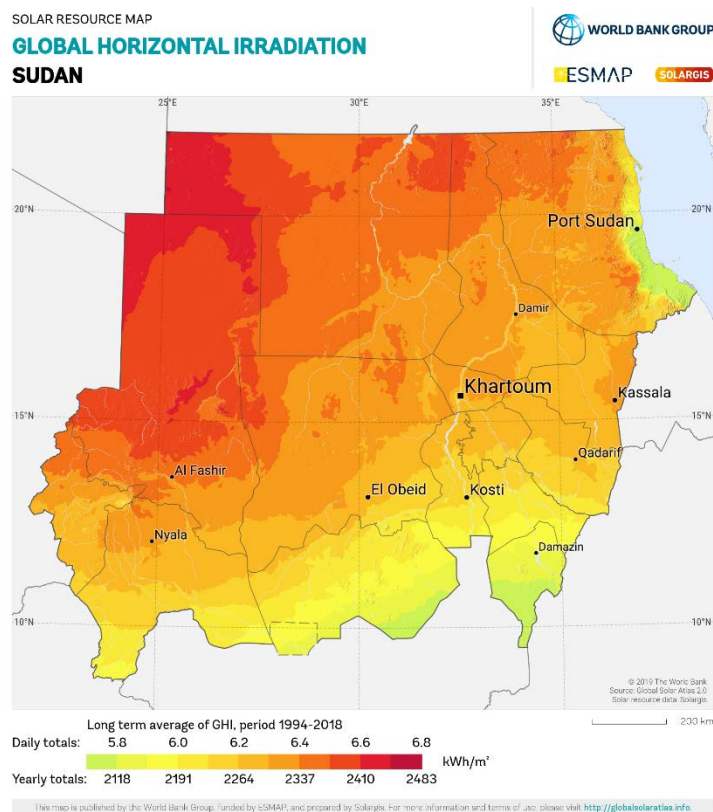 SOLAR RESOURCE MAP
GLOBAL HORIZONTAL IRRADIATION
SUDAN
WORLD BANK GROUP
ESMAP
SOLARGIS
25°E 30°E 35°E
20°N 20°N
Port Sudan
Damir
Khartoum
Kassala
15°N 15°N
Qadarif
Al Fashir
El Obeid
Kosti
Nyala
Damazin
10°N 10°N
© 2019 The World Bank
Source: Global Solar Atlas 2.0
Solar resource data: Solargis.
200 km
Long term average of GHI, period 1994-2018
Daily totals: 5.8 6.0 6.2 6.4 6.6 6.8
kWh/m²
Yearly totals: 2118 2191 2264 2337 2410 2483
This map is published by the World Bank Group, funded by ESMAP, and prepared by Solargis. For more information and terms of use, please visit http://globalsolaratlas.info.